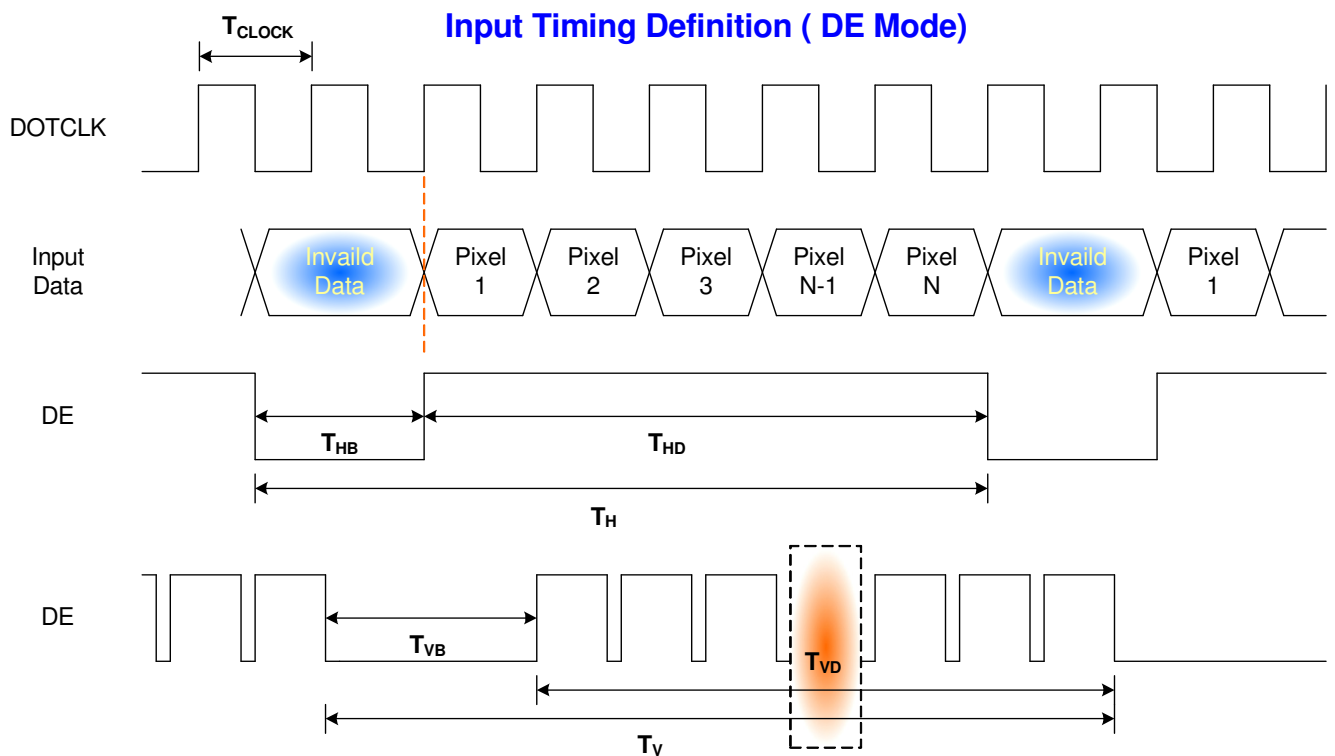 Input Timing Definition ( DE Mode)
TCLOCK
DOTCLK
Input
Data
Invaild
Data
Pixel
1
Pixel
2
Pixel
3
Pixel
N-1
Pixel
N
Invaild
Data
Pixel
1
DE
THB
THD
TH
DE
TVB
TVD
TV